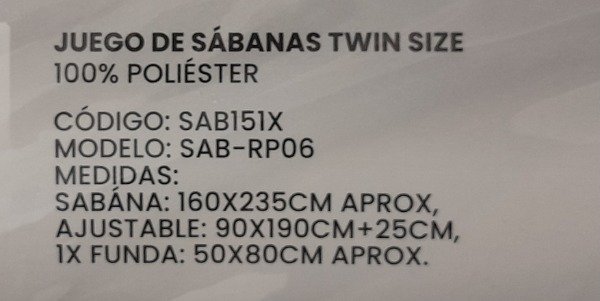 JUEGO DE SÁBANAS TWIN SIZE
100% POLIÉSTER
CÓDIGO: SAB151X
MODELO: SAB-RP06
MEDIDAS:
SABÁNA: 160X235CM APROX,
AJUSTABLE: 90X190CM+25CM,
1X FUNDA: 50X80CM APROX.